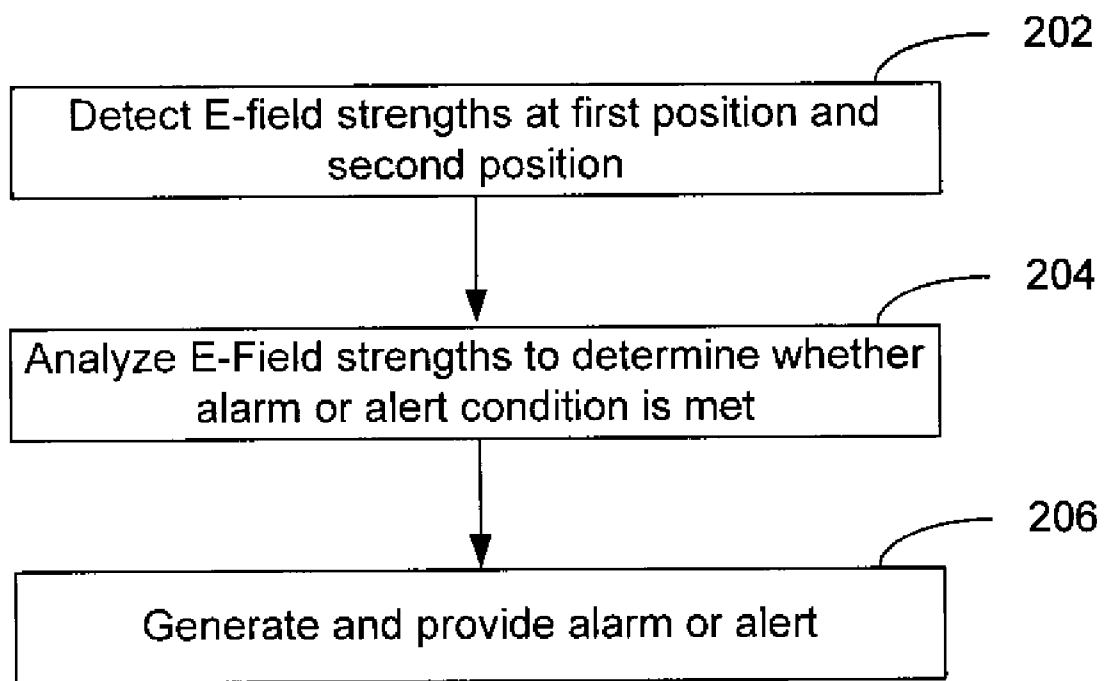 202
Detect E-field strengths at first position and
second position
204
Analyze E-Field strengths to determine whether
alarm or alert condition is met
206
Generate and provide alarm or alert